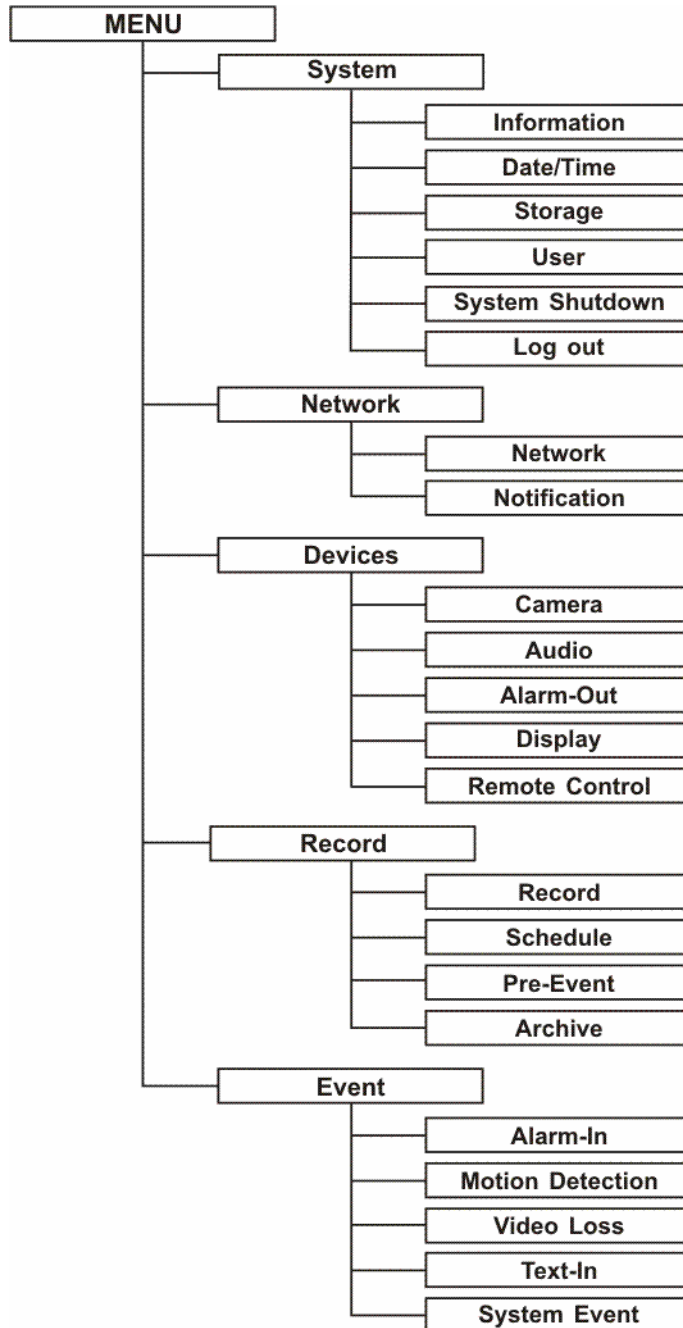 MENU
System
Information
Date/Time
Storage
User
System Shutdown
Log out
Network
Network
Notification
Devices
Camera
Audio
Alarm-Out
Display
Remote Control
Record
Record
Schedule
Pre-Event
Archive
Event
Alarm-In
Motion Detection
Video Loss
Text-In
System Event